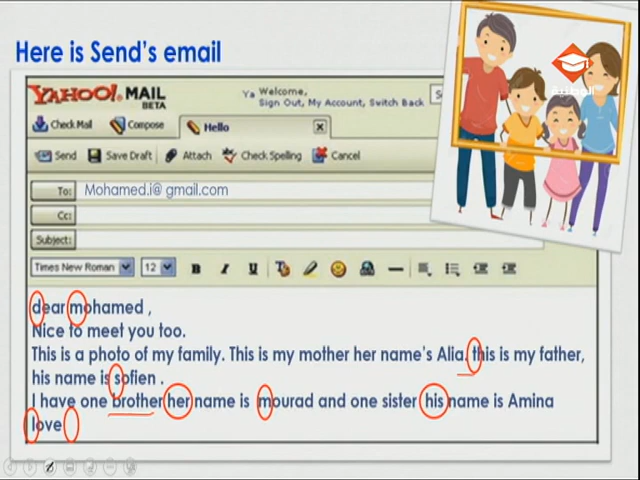 Here is Send's email
الوطنية
YAHOO! MAIL
BETA
Ya Welcome,
Sign Out, My Account, Switch Back
S
Check Mail Compose Hello
Send Save Draft Attach Check Spelling Cancel
To: Mohamed.i@ gmail.com
Cc:
Subject:
Times New Roman 12 B I U
dear mohamed ,
Nice to meet you too.
This is a photo of my family. This is my mother her name's Alia. this is my father,
his name is sofien .
I have one brother her name is mourad and one sister his name is Amina
love